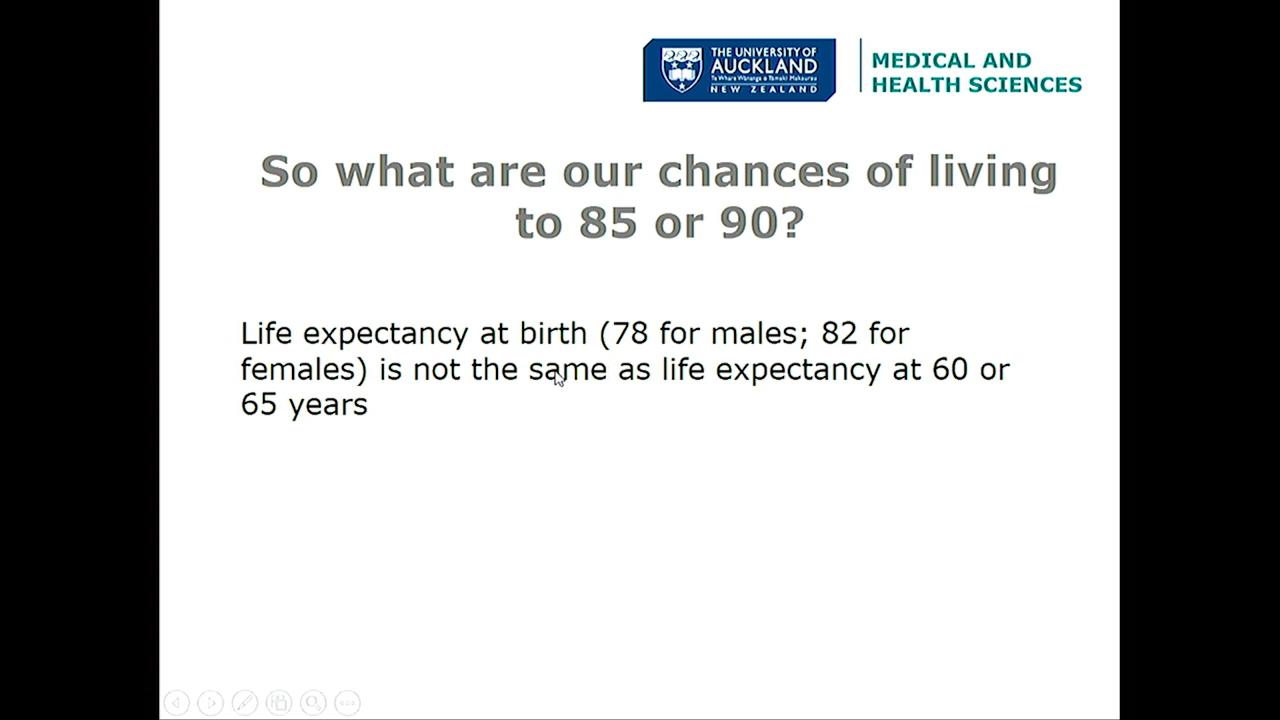 THE UNIVERSITY OF
AUCKLAND
Te Whare Wānanga o Tāmaki Makaurau
NEW ZEALAND
MEDICAL AND
HEALTH SCIENCES
So what are our chances of living
to 85 or 90?
Life expectancy at birth (78 for males; 82 for
females) is not the same as life expectancy at 60 or
65 years